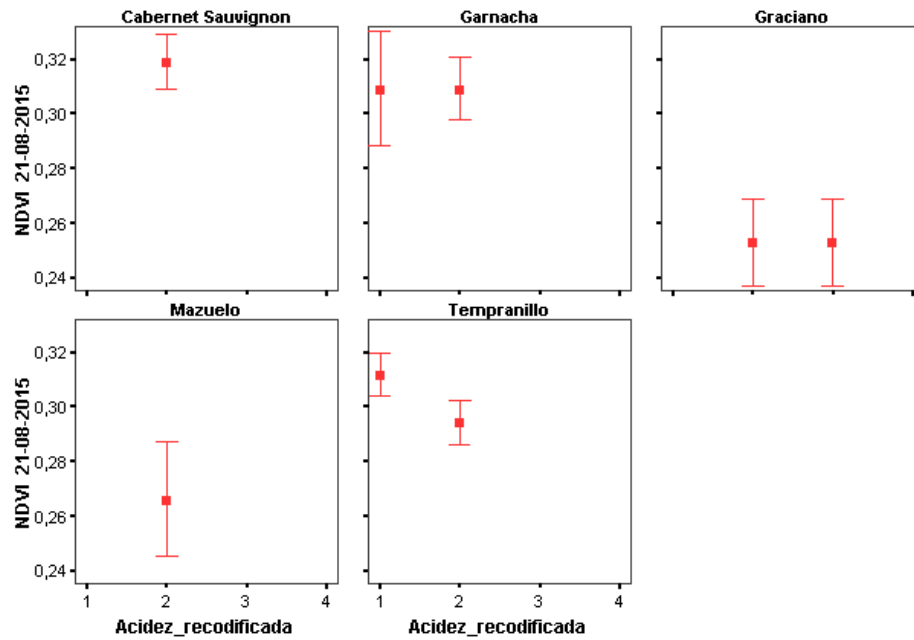 Cabernet Sauvignon
Garnacha
Graciano
NDVI 21-08-2015
0,32
0,30
0,28
0,26
0,24
Mazuelo
Tempranillo
NDVI 21-08-2015
0,32
0,30
0,28
0,26
0,24
1 2 3 4
1 2 3 4
Acidez_recodificada
Acidez_recodificada